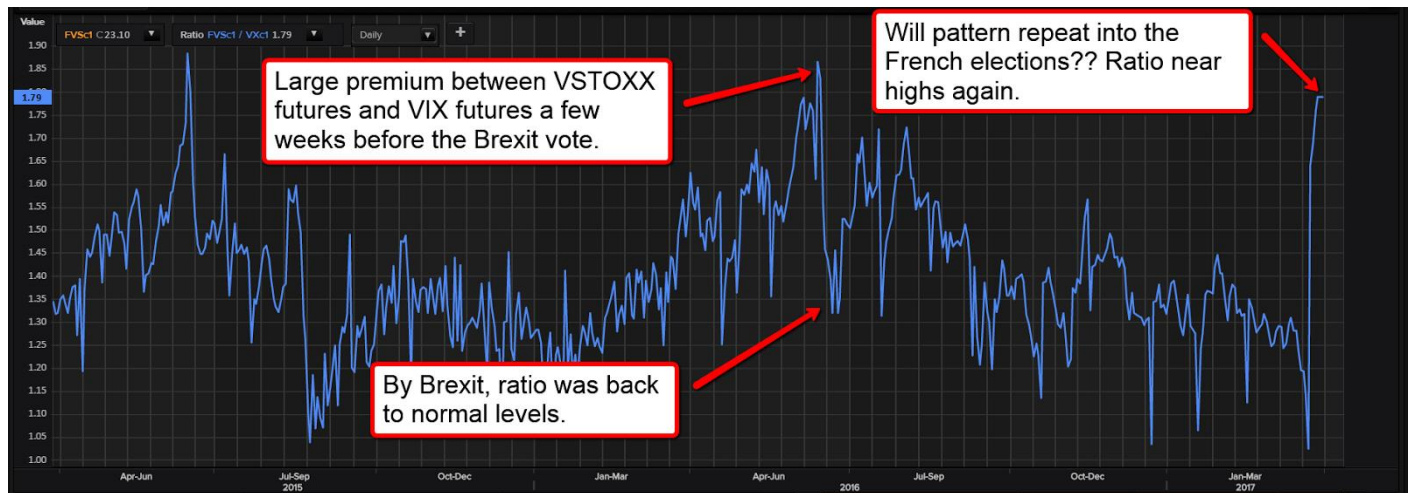 Value
FVSc1 C23.10
Ratio FVSc1 / VXc1 1.79
Daily
+
1.90
1.85
1.80
1.79
1.75
1.70
1.65
1.60
1.55
1.50
1.45
1.40
1.35
1.30
1.25
1.20
1.15
1.10
1.05
1.00
Large premium between VSTOXX
futures and VIX futures a few
weeks before the Brexit vote.
Will pattern repeat into the
French elections?? Ratio near
highs again.
By Brexit, ratio was back
to normal levels.
Apr-Jun
Jul-Sep
Oct-Dec
Jan-Mar
Apr-Jun
Jul-Sep
Oct-Dec
Jan-Mar
2015
2016
2017